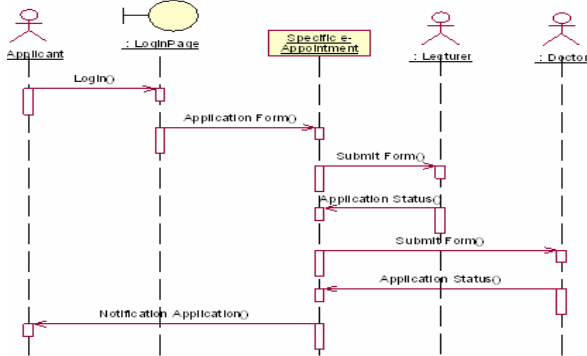 Applicant
: LoginPage
Specific e-
Appointment
: Lecturer
: Doctor
Login()
Application Form()
Submit Form()
Application Status()
Submit Form()
Application Status()
Notification Application()